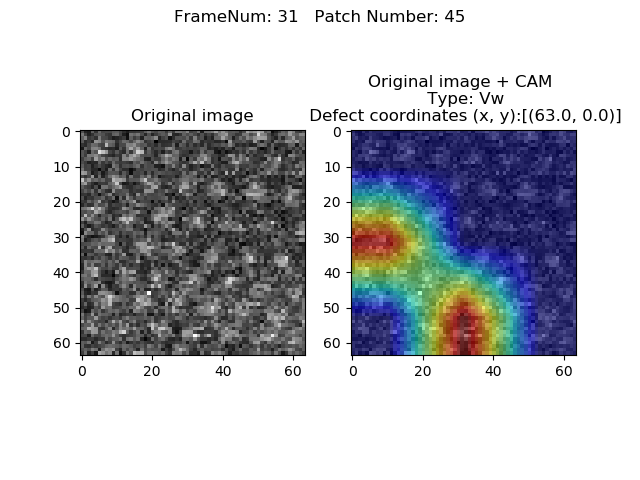 FrameNum: 31   Patch Number: 45
Original image
0
10
20
30
40
50
60
0 20 40 60
Original image + CAM
Type: Vw
Defect coordinates (x, y):[(63.0, 0.0)]
0
10
20
30
40
50
60
0 20 40 60